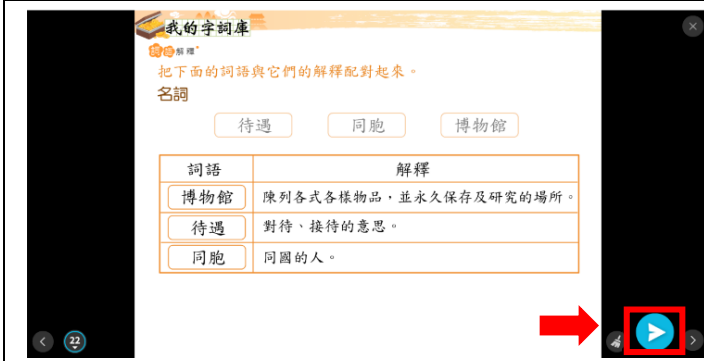 我的字詞庫
詞語解釋
把下面的詞語與它們的解釋配對起來。
名詞
待遇 同胞 博物館
詞語 解釋
博物館 陳列各式各樣物品，並永久保存及研究的場所。
待遇 對待、接待的意思。
同胞 同國的人。
22